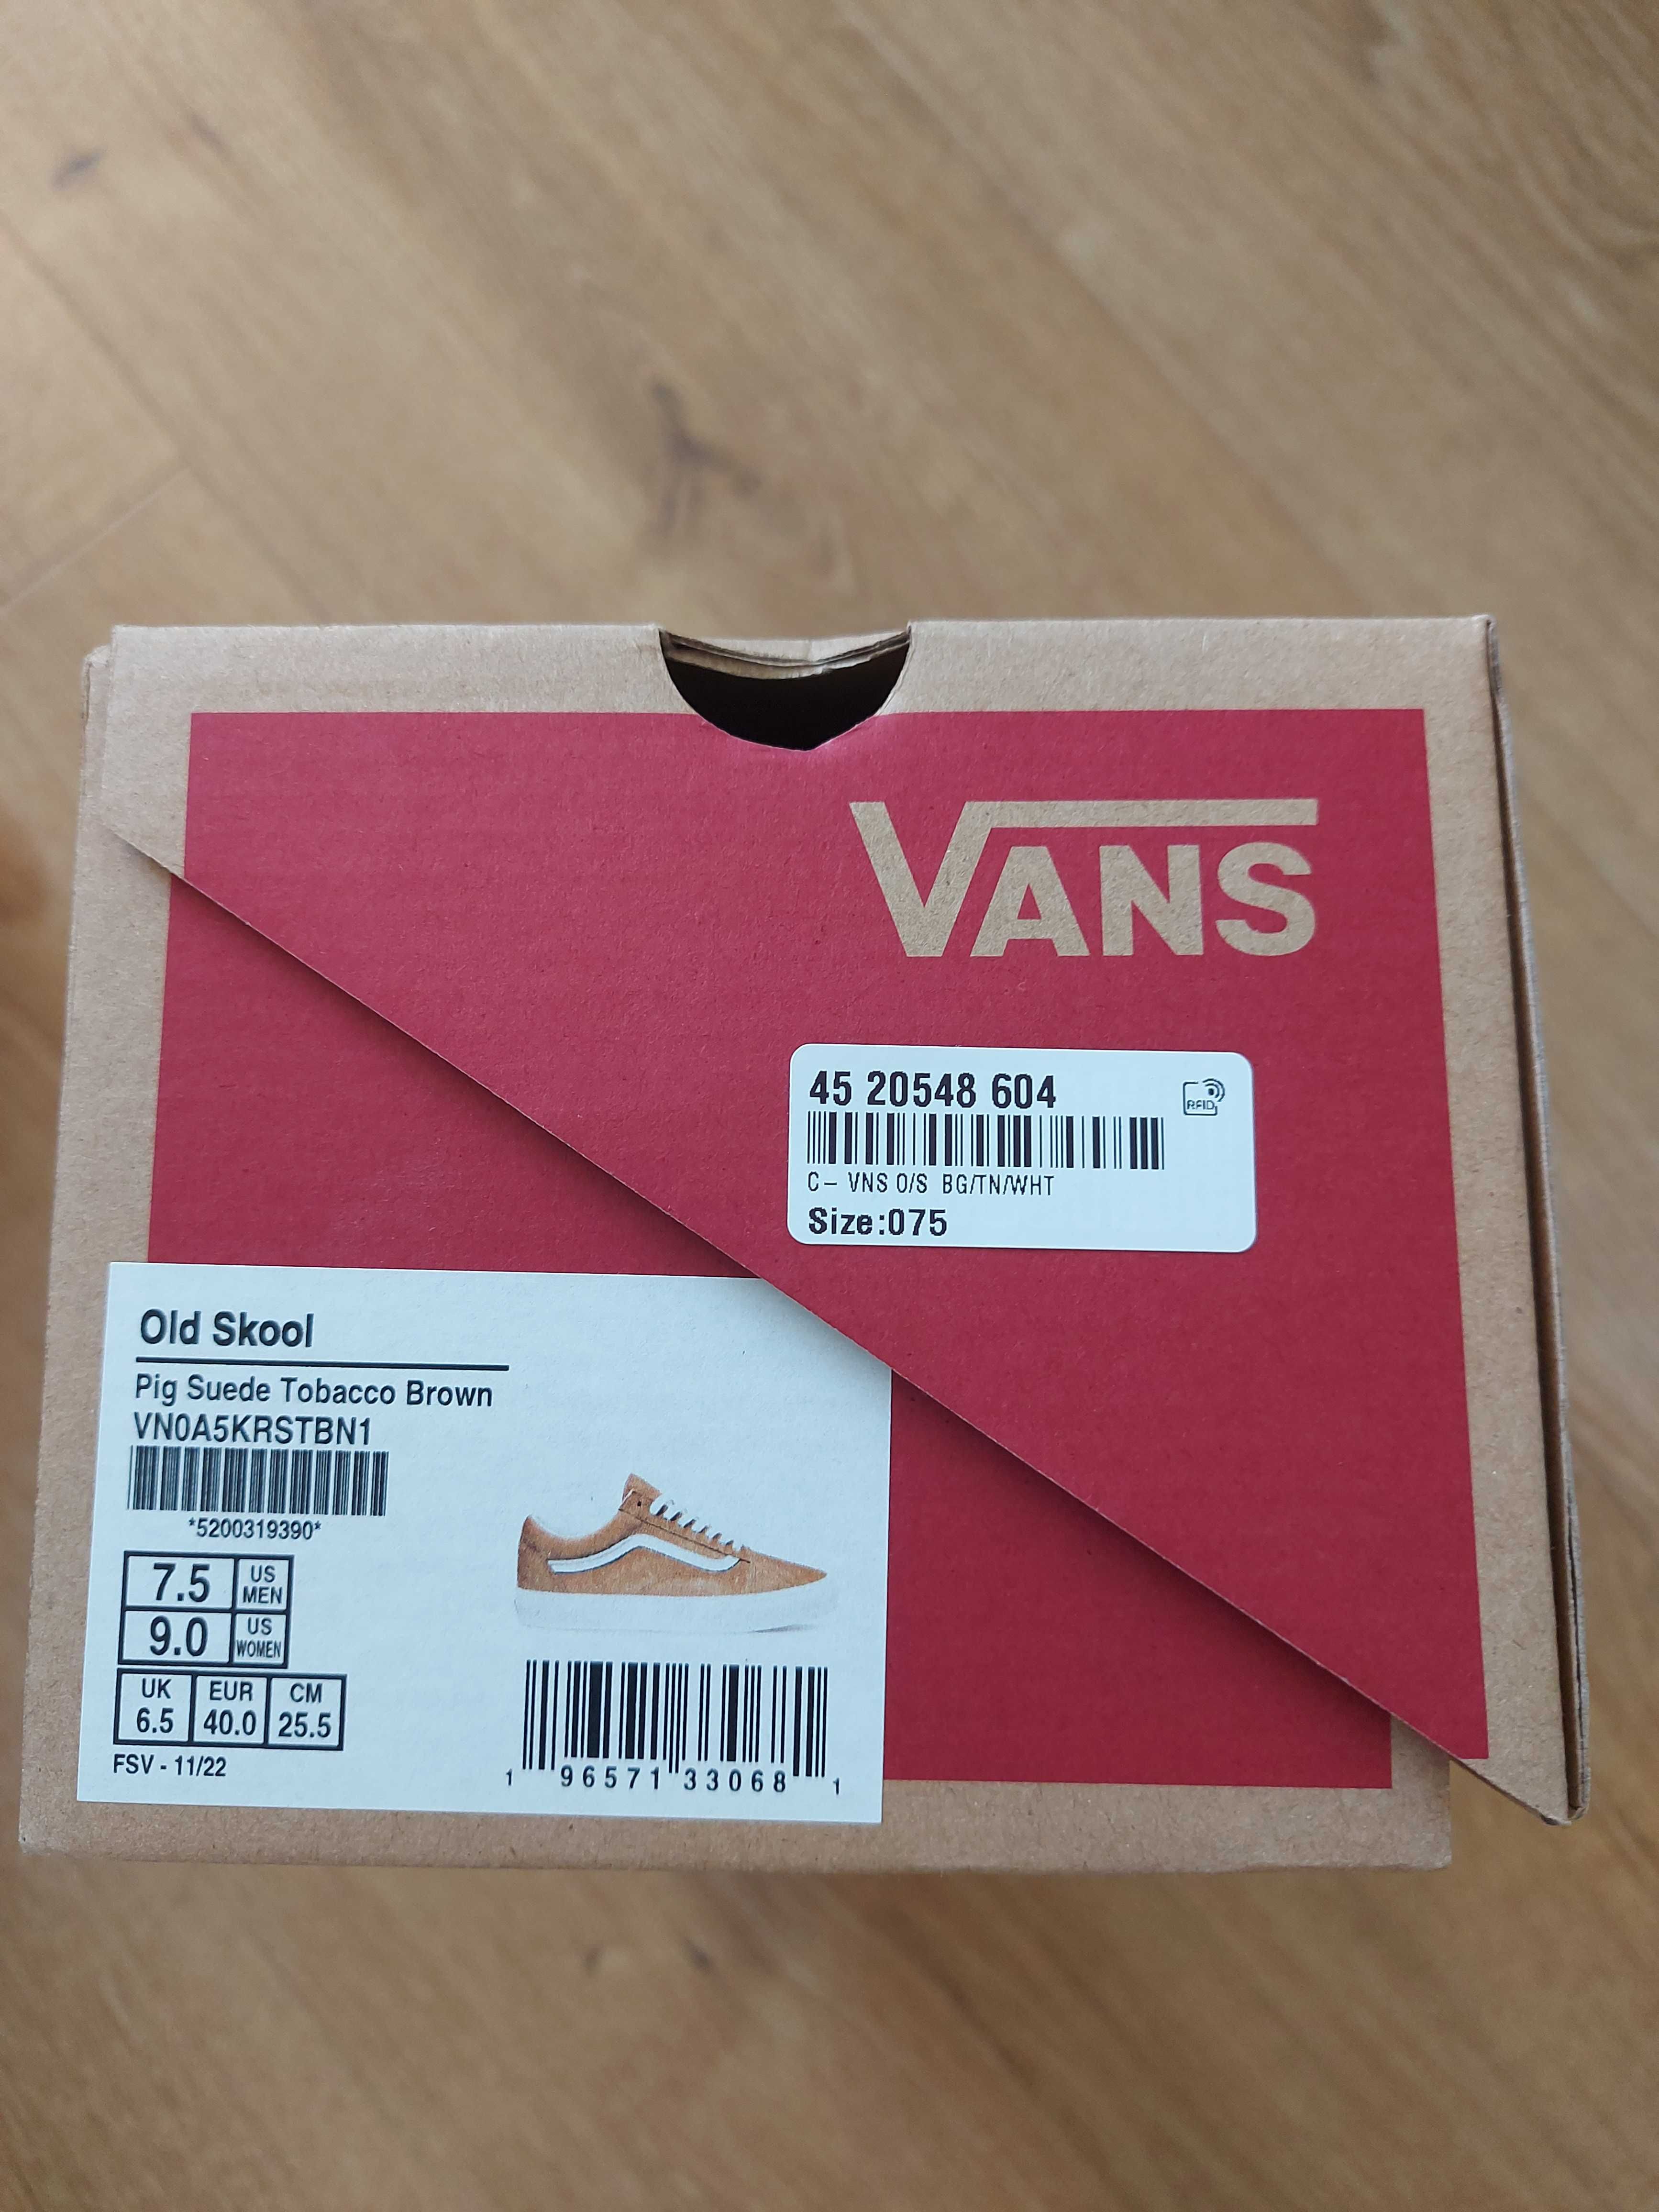 VANS
45 20548 604
RFID
C- VNS O/S BG/TN/WHT
Size:075
Old Skool
Pig Suede Tobacco Brown
VN0A5KRSTBN1
*5200319390*
7.5 US MEN
9.0 US WOMEN
UK EUR CM
6.5 40.0 25.5
FSV - 11/22
1 96571 33068 1